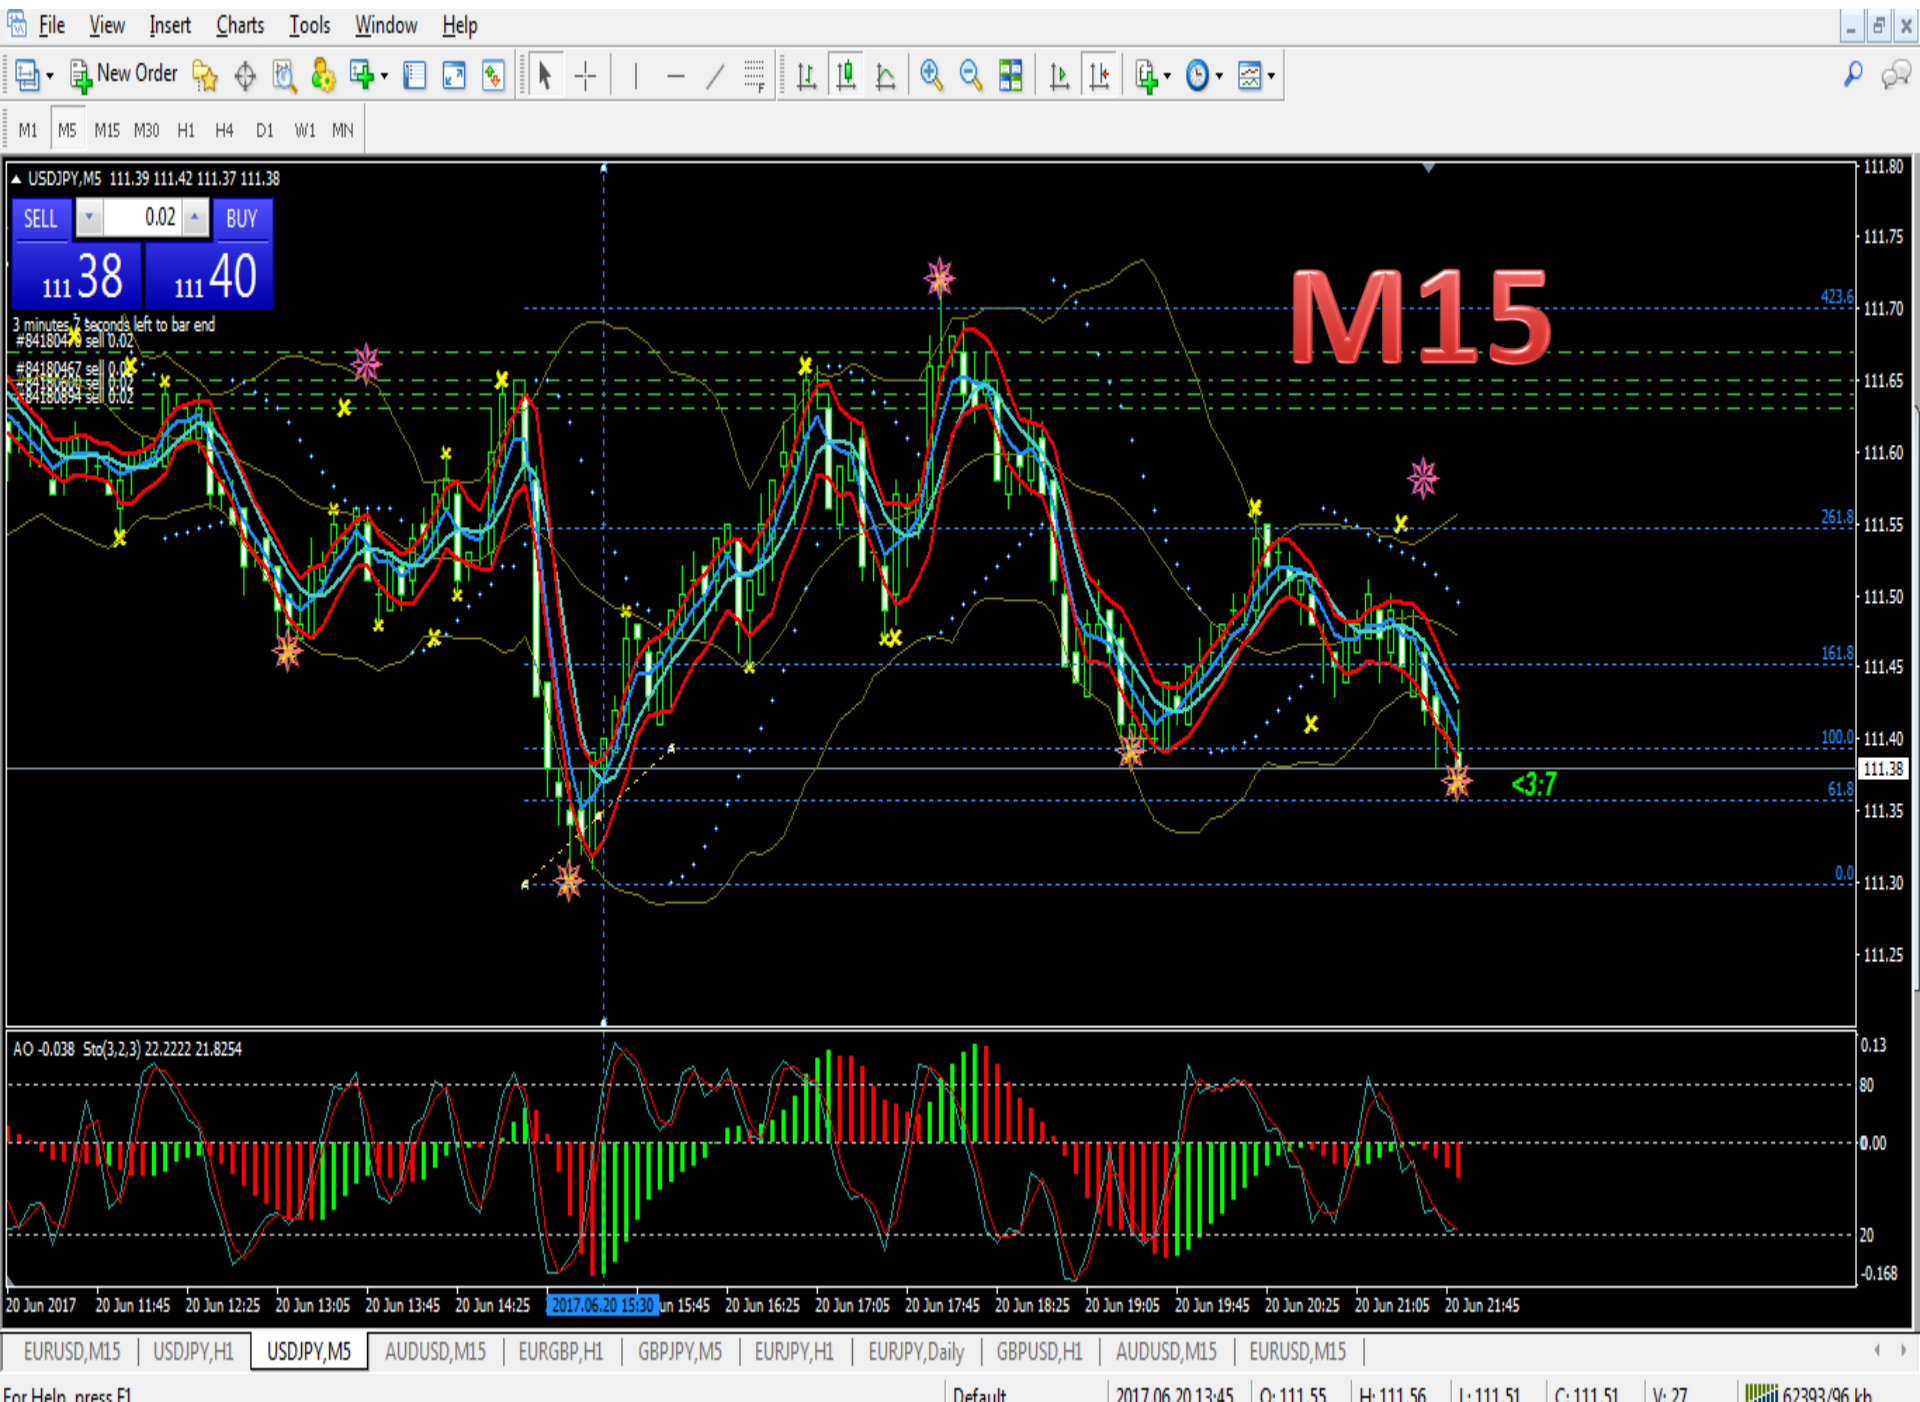 File View Insert Charts Tools Window Help
New Order
M1 M5 M15 M30 H1 H4 D1 W1 MN
USDJPY,M5 111.39 111.42 111.37 111.38
SELL 0.02 BUY
111 38 111 40
3 minutes 7 seconds left to bar end
sell 0.02
#84180467 sell 0.02
sell 0.02
#84180894 sell 0.02
M15
<3:7
423.6
261.8
161.8
100.0
61.8
0.0
111.80
111.75
111.70
111.65
111.60
111.55
111.50
111.45
111.40
111.38
111.35
111.30
111.25
AO -0.038 Sto(3,2,3) 22.2222 21.8254
0.13
80
0.00
20
-0.168
20 Jun 2017 20 Jun 11:45 20 Jun 12:25 20 Jun 13:05 20 Jun 13:45 20 Jun 14:25 2017.06.20 15:30 un 15:45 20 Jun 16:25 20 Jun 17:05 20 Jun 17:45 20 Jun 18:25 20 Jun 19:05 20 Jun 19:45 20 Jun 20:25 20 Jun 21:05 20 Jun 21:45
EURUSD,M15 USDJPY,H1 USDJPY,M5 AUDUSD,M15 EURGBP,H1 GBPJPY,M5 EURJPY,H1 EURJPY,Daily GBPUSD,H1 AUDUSD,M15 EURUSD,M15
For Help, press F1 Default 2017.06.20 13:45 O: 111.55 H: 111.56 L: 111.51 C: 111.51 V: 27 62393/96 kb